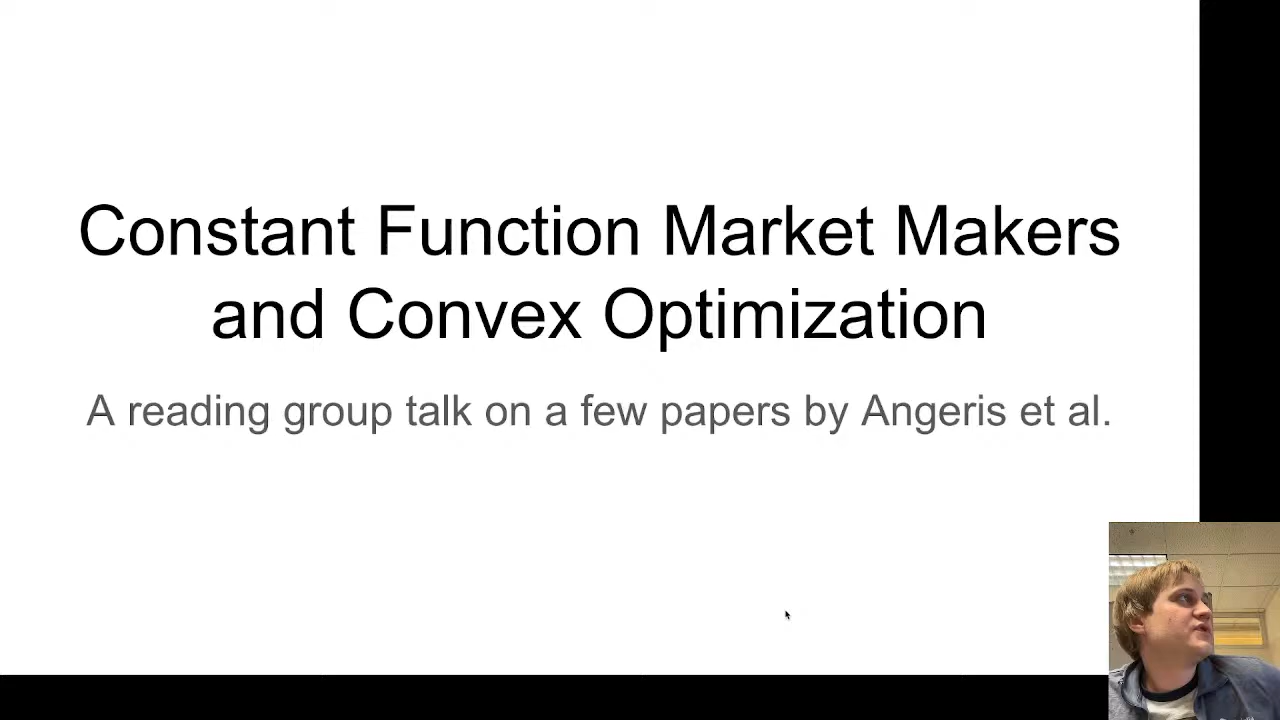 Constant Function Market Makers
and Convex Optimization
A reading group talk on a few papers by Angeris et al.